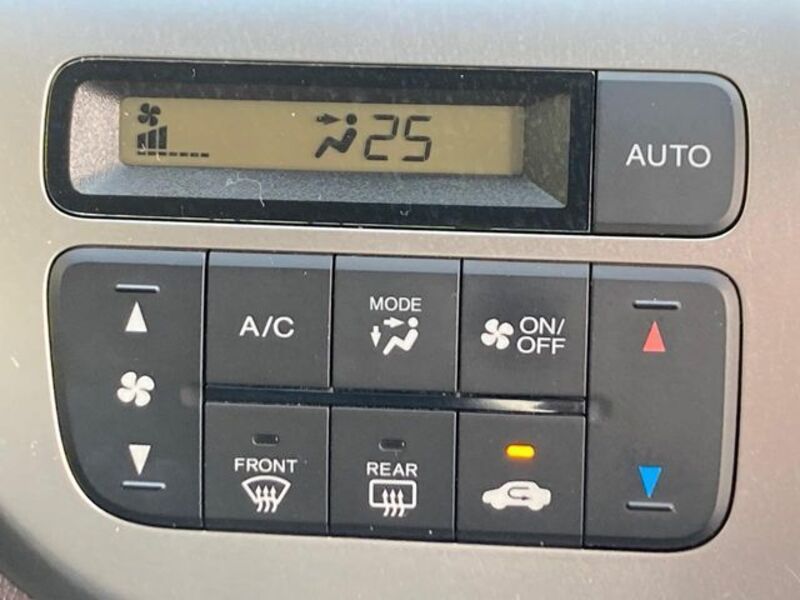 25
AUTO
A/C
MODE
ON/
OFF
FRONT
REAR